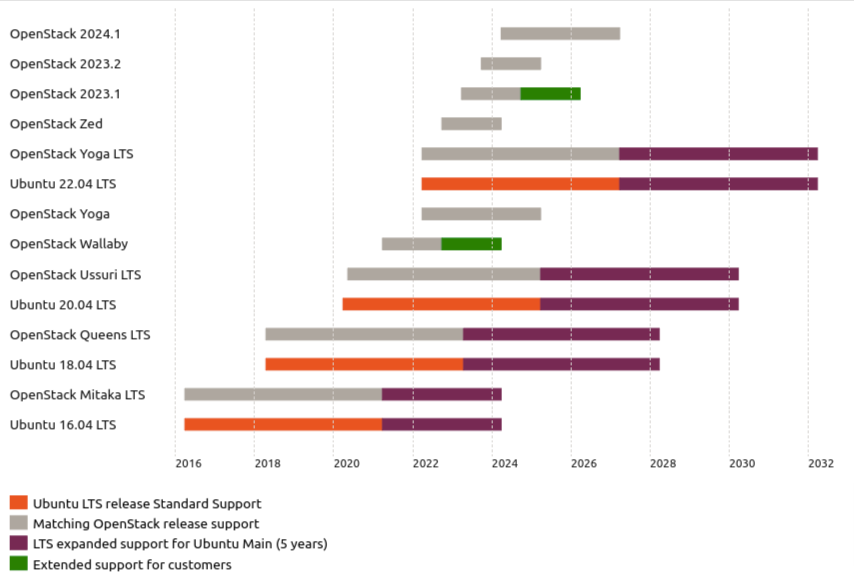 OpenStack 2024.1
OpenStack 2023.2
OpenStack 2023.1
OpenStack Zed
OpenStack Yoga LTS
Ubuntu 22.04 LTS
OpenStack Yoga
OpenStack Wallaby
OpenStack Ussuri LTS
Ubuntu 20.04 LTS
OpenStack Queens LTS
Ubuntu 18.04 LTS
OpenStack Mitaka LTS
Ubuntu 16.04 LTS
2016 2018 2020 2022 2024 2026 2028 2030 2032
Ubuntu LTS release Standard Support
Matching OpenStack release support
LTS expanded support for Ubuntu Main (5 years)
Extended support for customers